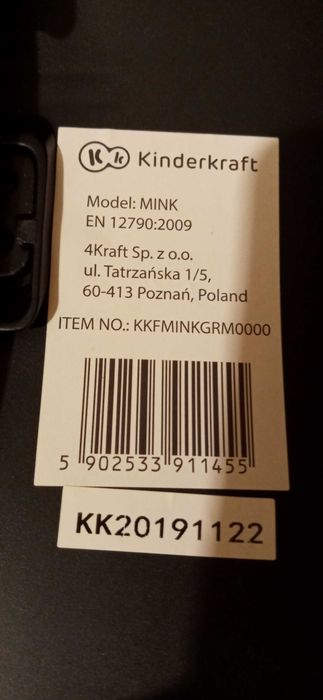 KK Kinderkraft
Model: MINK
EN 12790:2009
4Kraft Sp. z o.o.
ul. Tatrzańska 1/5,
60-413 Poznań, Poland
ITEM NO.: KKFMINKGRM0000
5 902533 911455
KK20191122